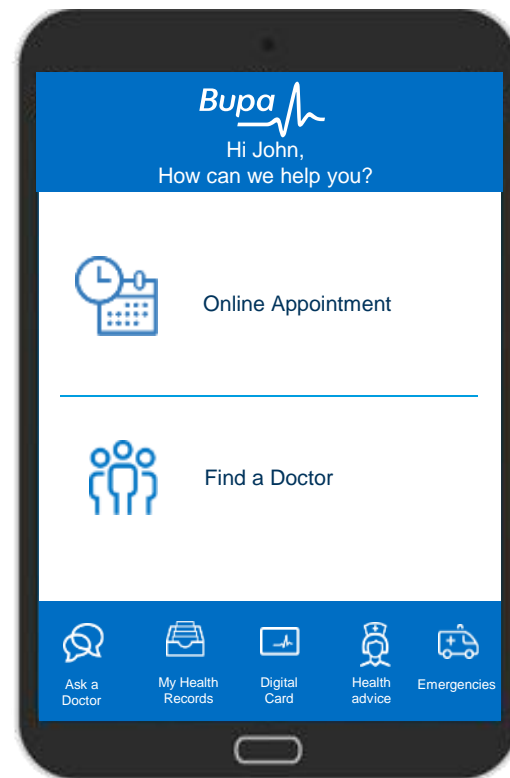 Bupa
Hi John,
How can we help you?
Online Appointment
Find a Doctor
Ask a
Doctor
My Health
Records
Digital
Card
Health
advice
Emergencies